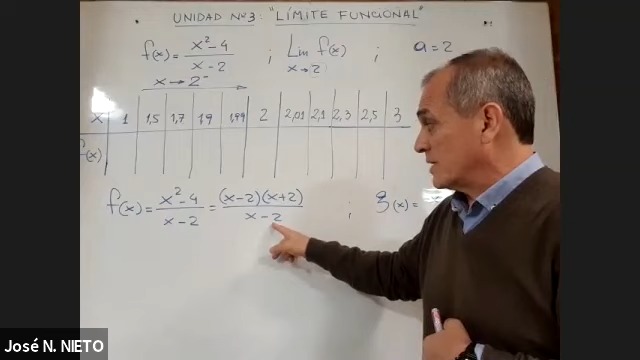 UNIDAD Nº3: "LÍMITE FUNCIONAL"
f(x) = x²-4 / x-2 ; Lim f(x) x→2 ; a = 2
x→2⁻
x 1 1,5 1,7 1,9 1,99 2 2,01 2,1 2,3 2,5 3
f(x)
f(x) = x²-4 / x-2 = (x-2)(x+2) / x-2 ; g(x) =
José N. NIETO